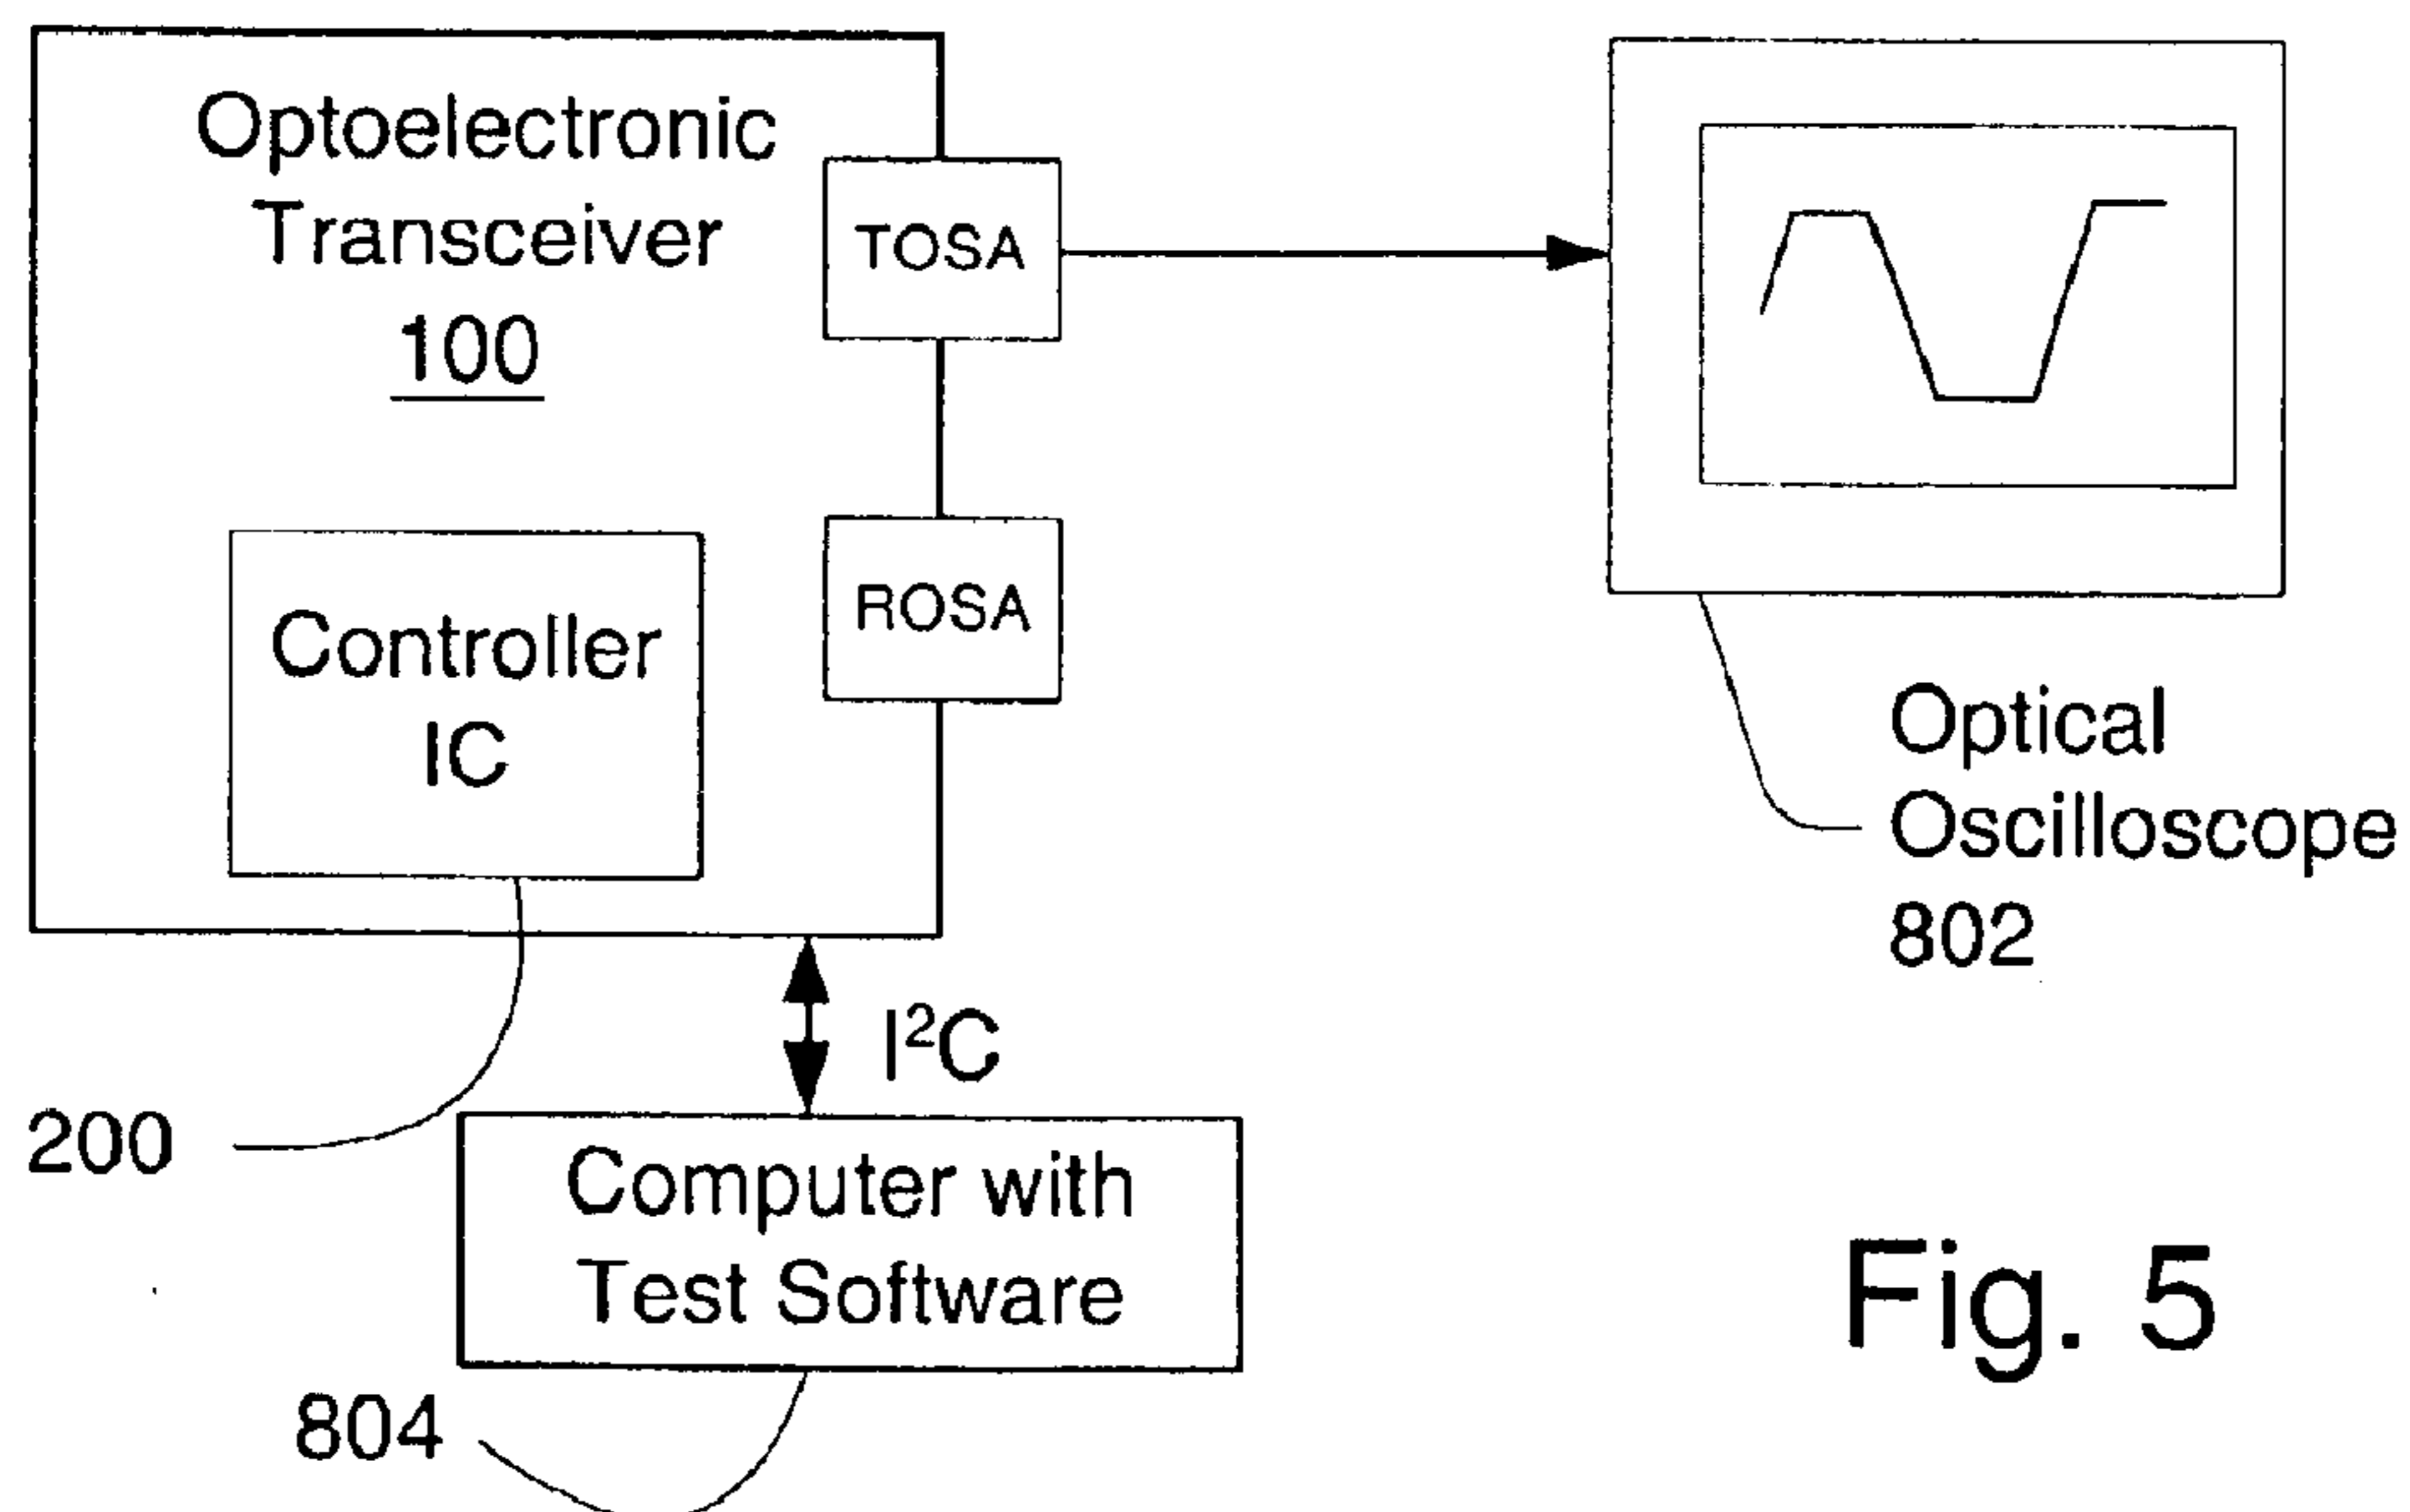 Optoelectronic
Transceiver
100
TOSA
ROSA
Controller
IC
Optical
Oscilloscope
802
I²C
200
Computer with
Test Software
804
Fig. 5